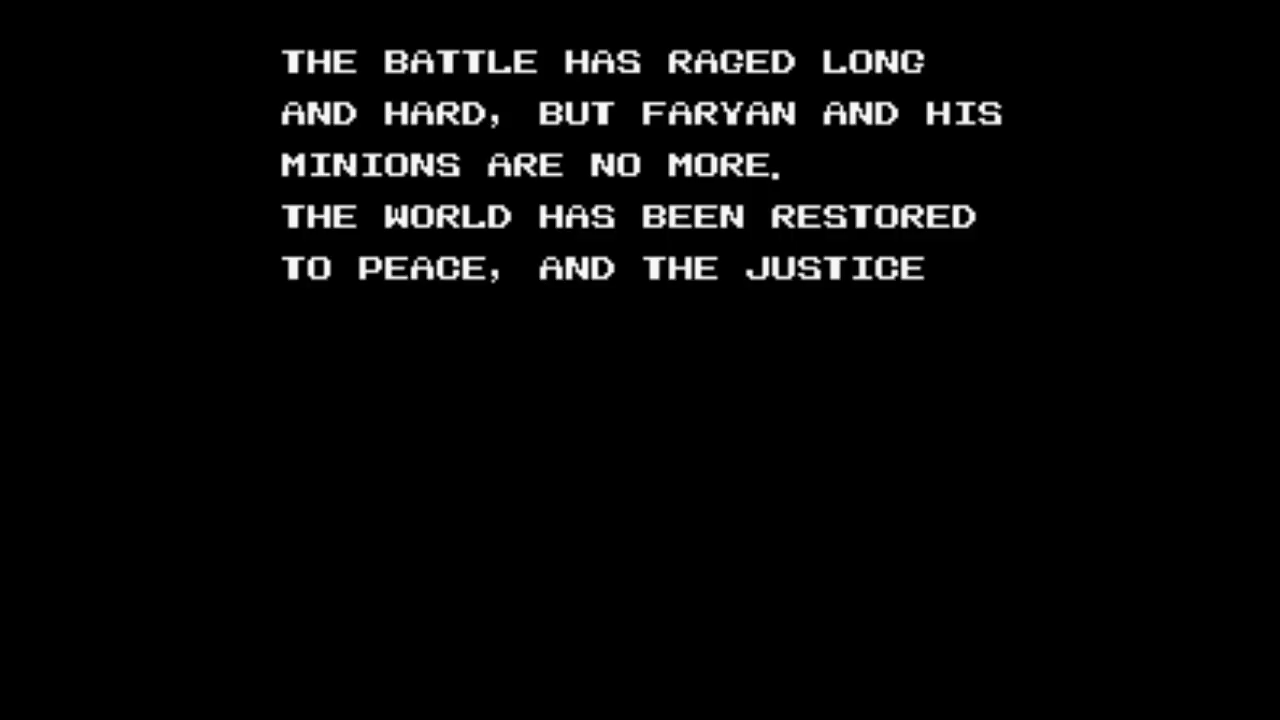 THE BATTLE HAS RAGED LONG
AND HARD, BUT FARYAN AND HIS
MINIONS ARE NO MORE.
THE WORLD HAS BEEN RESTORED
TO PEACE, AND THE JUSTICE